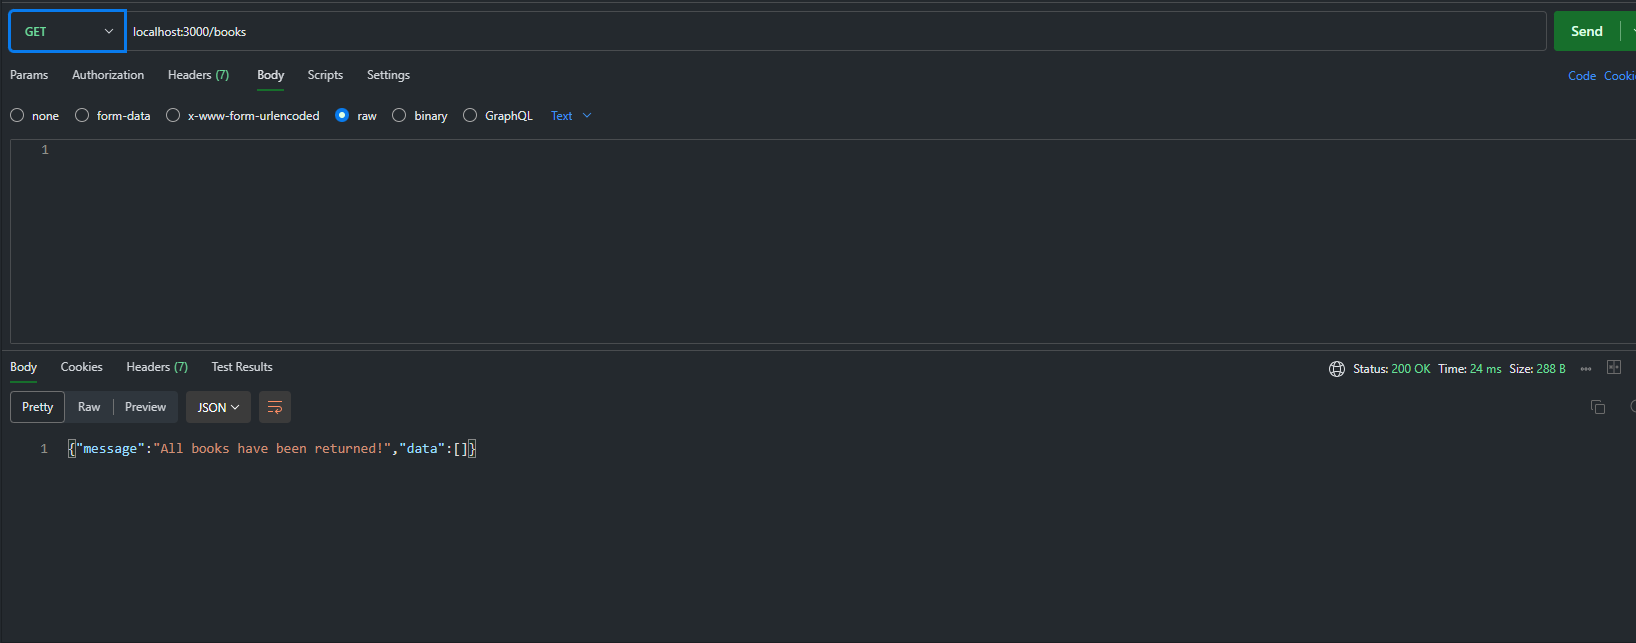 GET localhost:3000/books Send
Params Authorization Headers (7) Body Scripts Settings Code
none form-data x-www-form-urlencoded raw binary GraphQL Text
1
Body Cookies Headers (7) Test Results Status: 200 OK Time: 24 ms Size: 288 B
Pretty Raw Preview JSON
1 {"message":"All books have been returned!","data":[]}